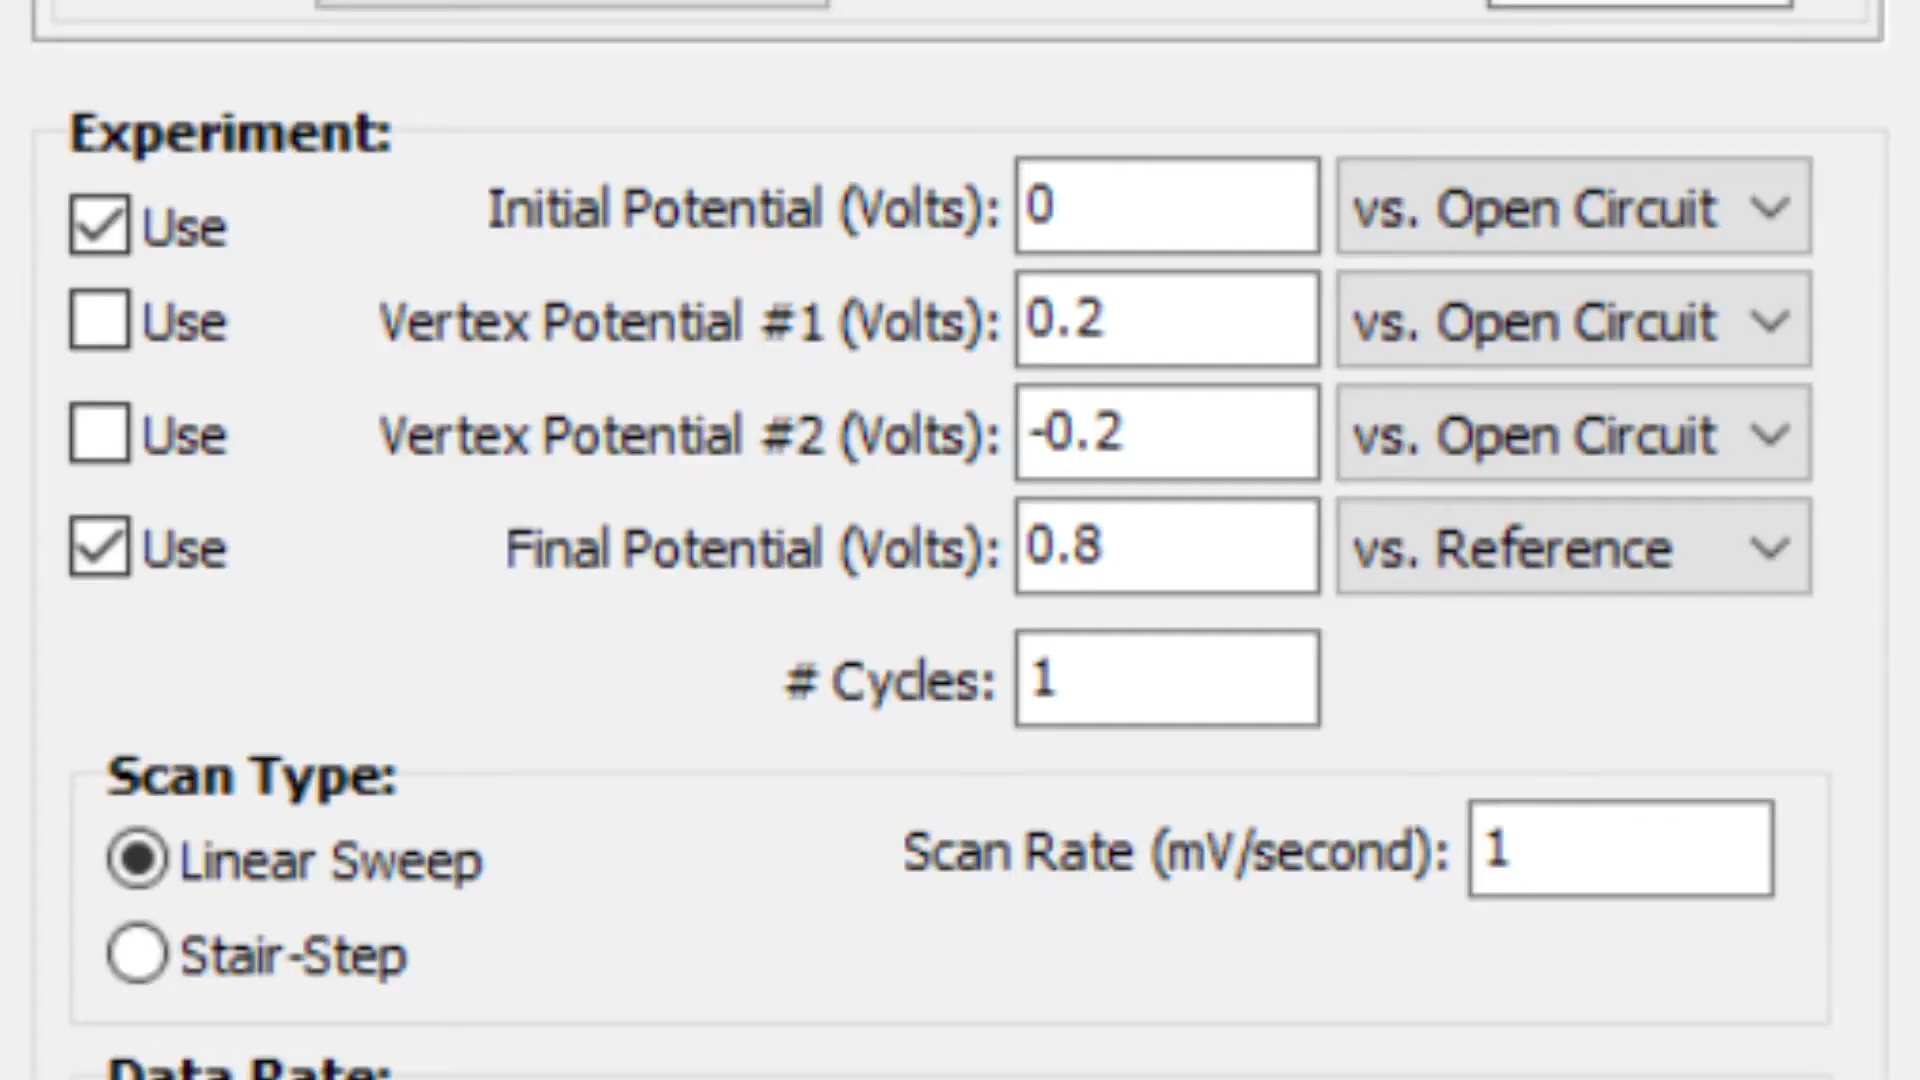 Experiment:
Use Initial Potential (Volts): 0 vs. Open Circuit
Use Vertex Potential #1 (Volts): 0.2 vs. Open Circuit
Use Vertex Potential #2 (Volts): -0.2 vs. Open Circuit
Use Final Potential (Volts): 0.8 vs. Reference
# Cycles: 1
Scan Type:
Linear Sweep Scan Rate (mV/second): 1
Stair-Step
Data Rate: